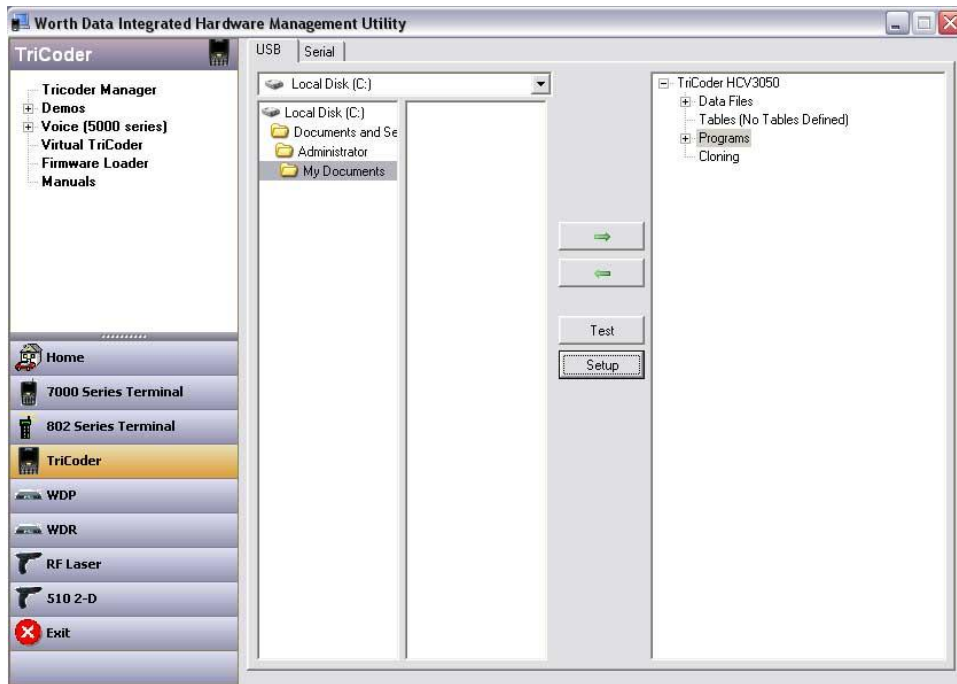 Worth Data Integrated Hardware Management Utility
TriCoder
Tricoder Manager
Demos
Voice (5000 series)
Virtual TriCoder
Firmware Loader
Manuals
Home
7000 Series Terminal
802 Series Terminal
TriCoder
WDP
WDR
RF Laser
510 2-D
Exit
USB
Serial
Local Disk (C:)
Local Disk (C:)
Documents and Se
Administrator
My Documents
Test
Setup
TriCoder HCV3050
Data Files
Tables (No Tables Defined)
Programs
Cloning